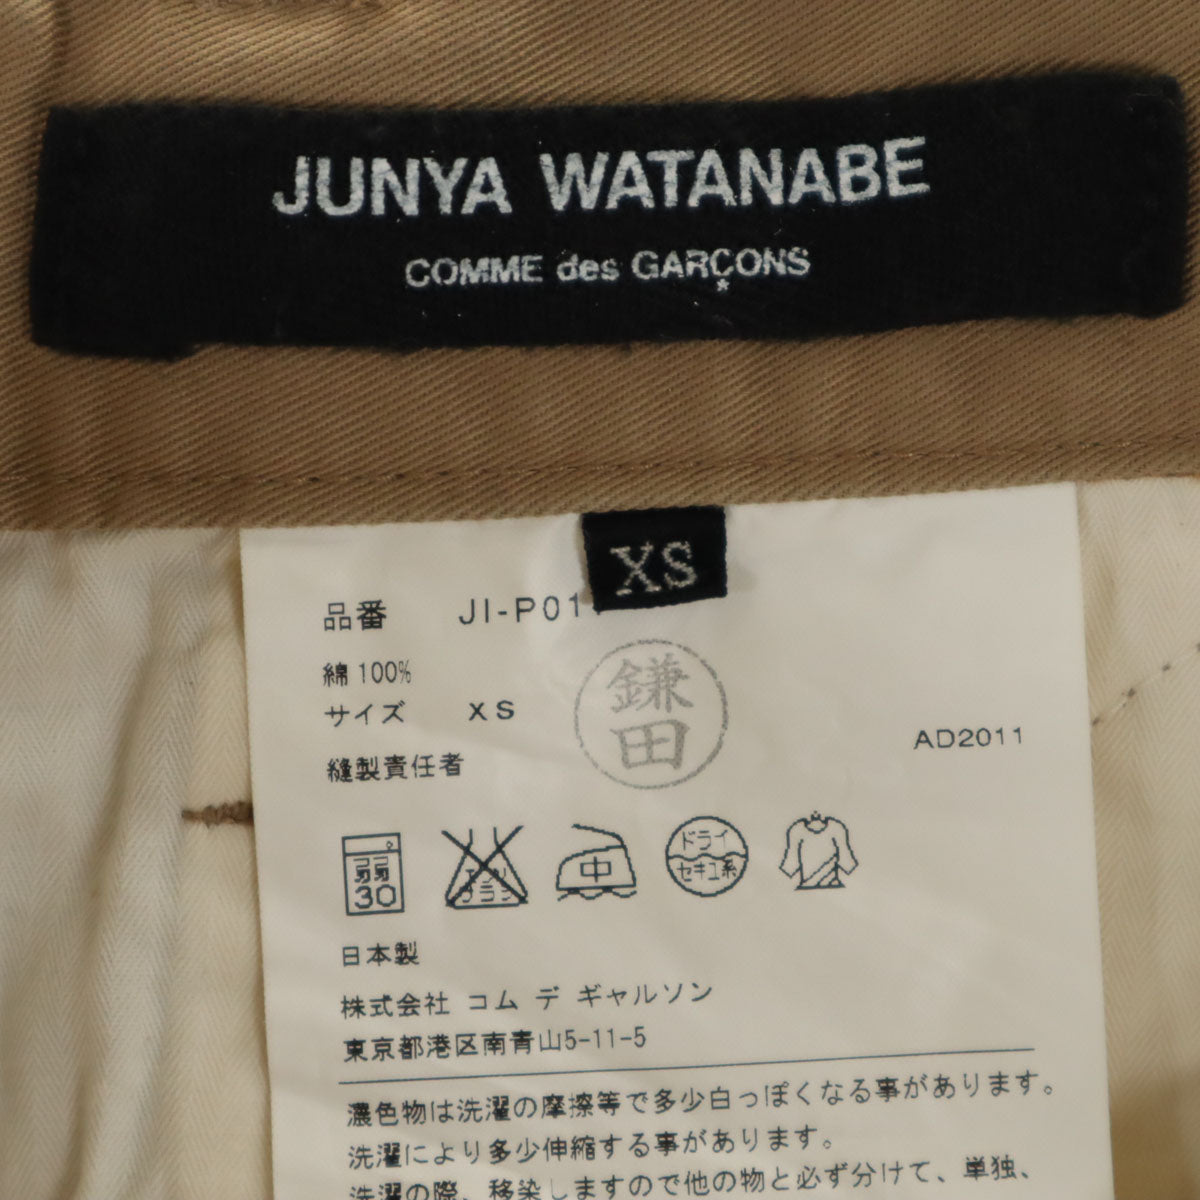 JUNYA WATANABE
COMME des GARÇONS
*
XS
品番 JI-P01
綿 100%
サイズ XS
縫製責任者
鎌田
AD2011
弱
30
エンソ
サラシ
中
ドライ
セキユ系
日本製
株式会社 コム デ ギャルソン
東京都港区南青山5-11-5
濃色物は洗濯の摩擦等で多少白っぽくなる事があります。
洗濯により多少伸縮する事があります。
洗濯の際、移染しますので他の物と必ず分けて、単独、